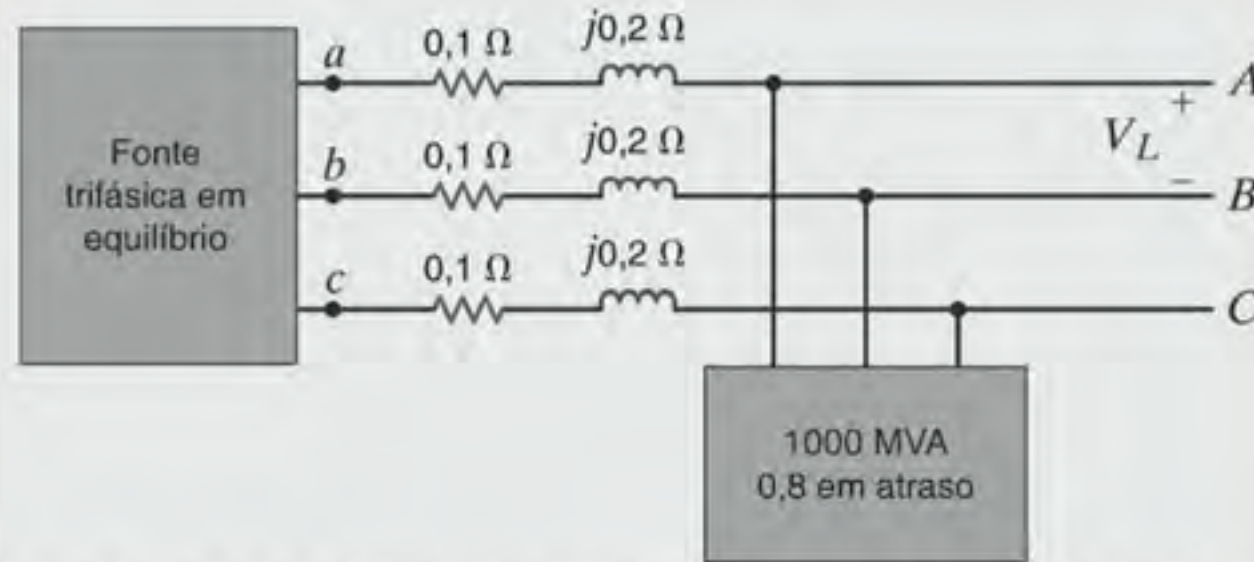 a
0,1 Ω
j0,2 Ω
A
+
V_L
−
Fonte
trifásica em
equilíbrio
b
0,1 Ω
j0,2 Ω
B
c
0,1 Ω
j0,2 Ω
C
1000 MVA
0,8 em atraso